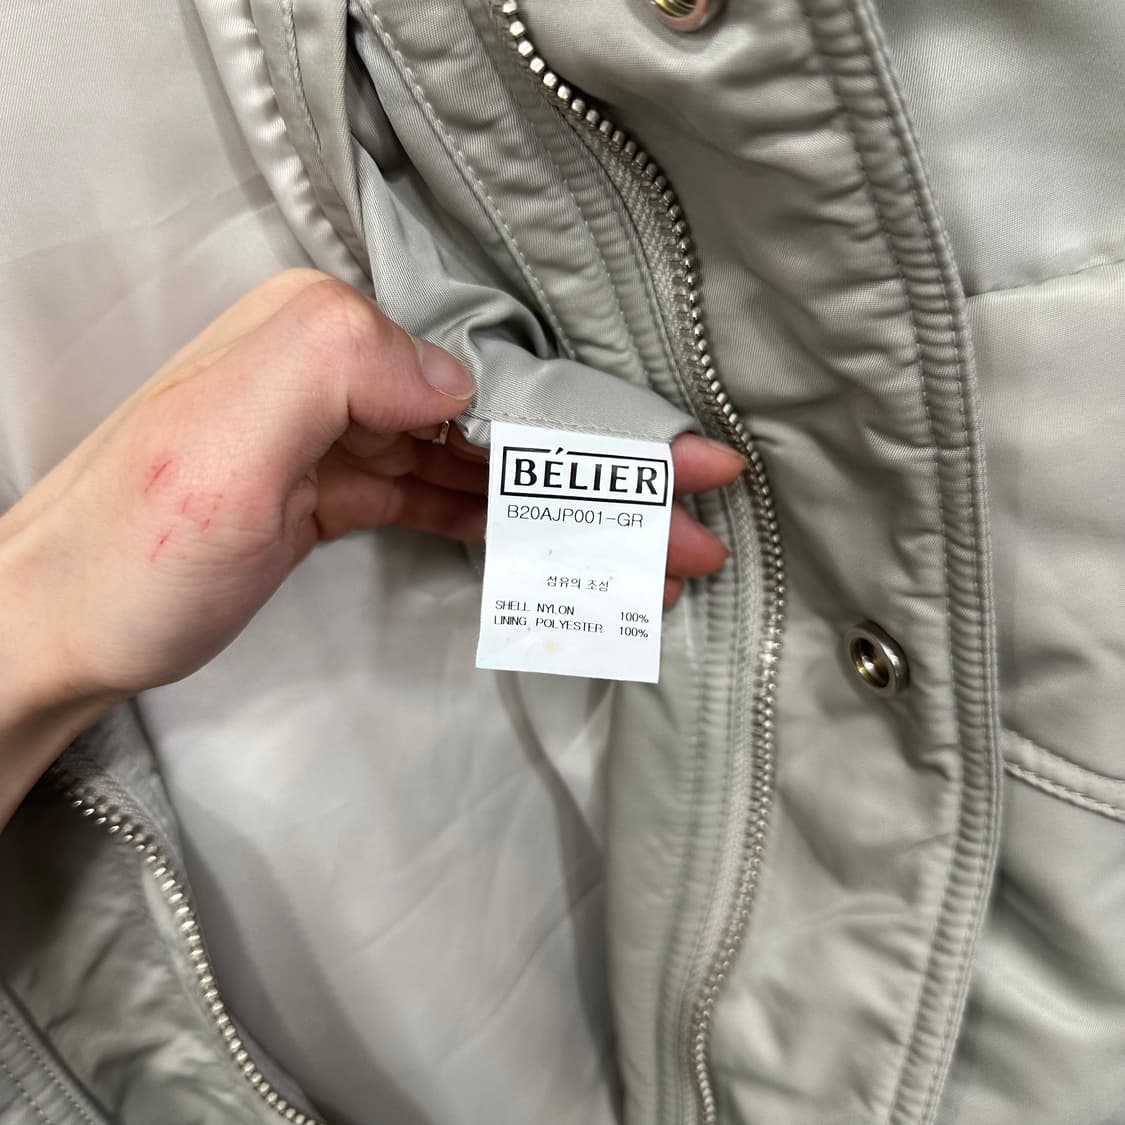 BÉLIER
B20AJP001-GR
섬유의 조성
SHELL NYLON 100%
LINING POLYESTER 100%